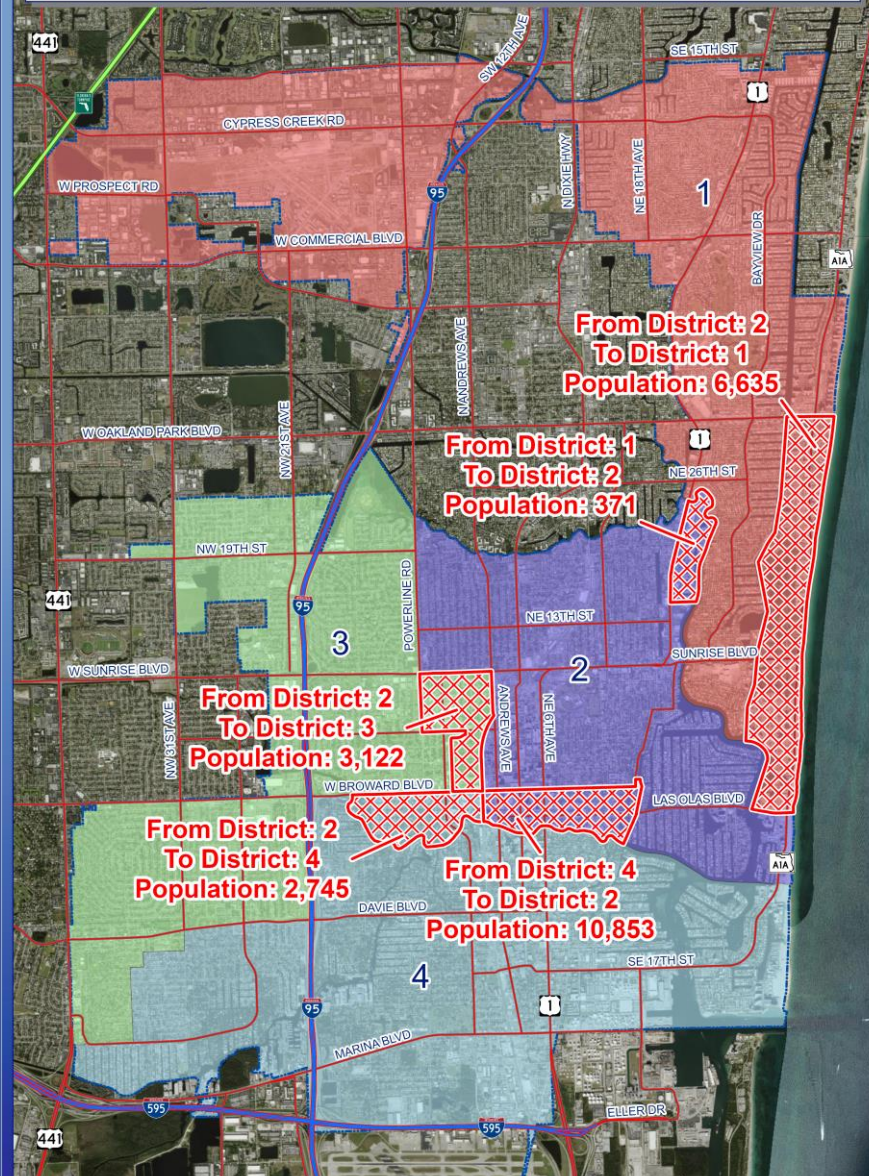 441
SE 15TH ST
SW 12TH AVE
1
CYPRESS CREEK RD
N DIXIE HWY
NE 18TH AVE
W PROSPECT RD
95
1
W COMMERCIAL BLVD
BAYVIEW DR
A1A
From District: 2
To District: 1
Population: 6,635
N ANDREWS AVE
NW 21ST AVE
W OAKLAND PARK BLVD
1
From District: 1
To District: 2
Population: 371
NE 26TH ST
NW 19TH ST
POWERLINE RD
441
95
NE 13TH ST
3
2
SUNRISE BLVD
W SUNRISE BLVD
NW 31ST AVE
From District: 2
To District: 3
Population: 3,122
ANDREWS AVE
NE 6TH AVE
W BROWARD BLVD
LAS OLAS BLVD
From District: 2
To District: 4
Population: 2,745
From District: 4
To District: 2
Population: 10,853
A1A
DAVIE BLVD
SE 17TH ST
4
95
1
MARINA BLVD
595
ELLER DR
595
441